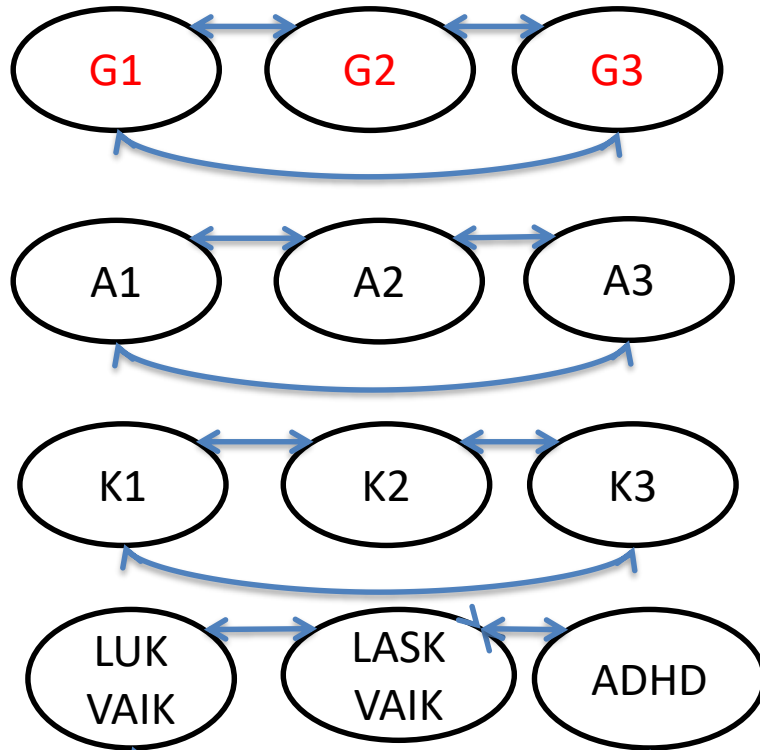 G1 G2 G3
A1 A2 A3
K1 K2 K3
LUK VAIK
LASK VAIK
ADHD